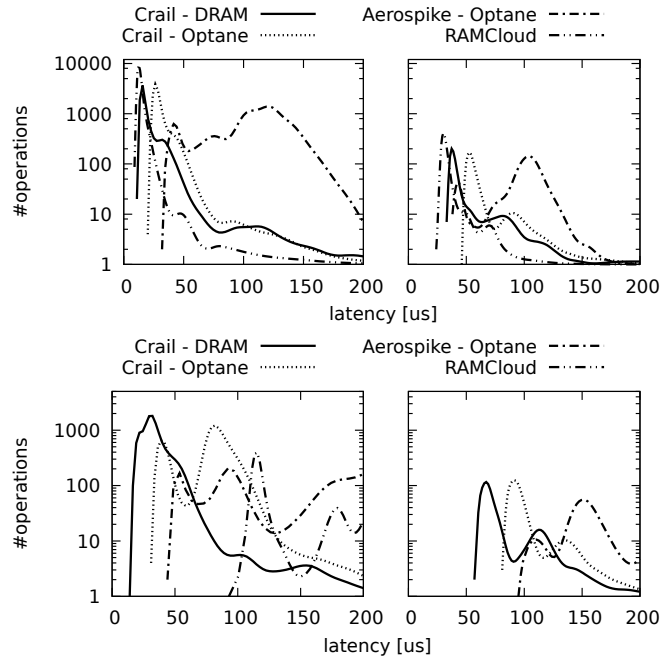 Crail - DRAM Aerospike - Optane
Crail - Optane RAMCloud
10000
1000
100
10
1
#operations
0 50 100 150 200 0 50 100 150 200
latency [us]
Crail - DRAM Aerospike - Optane
Crail - Optane RAMCloud
1000
100
10
1
#operations
0 50 100 150 200 0 50 100 150 200
latency [us]